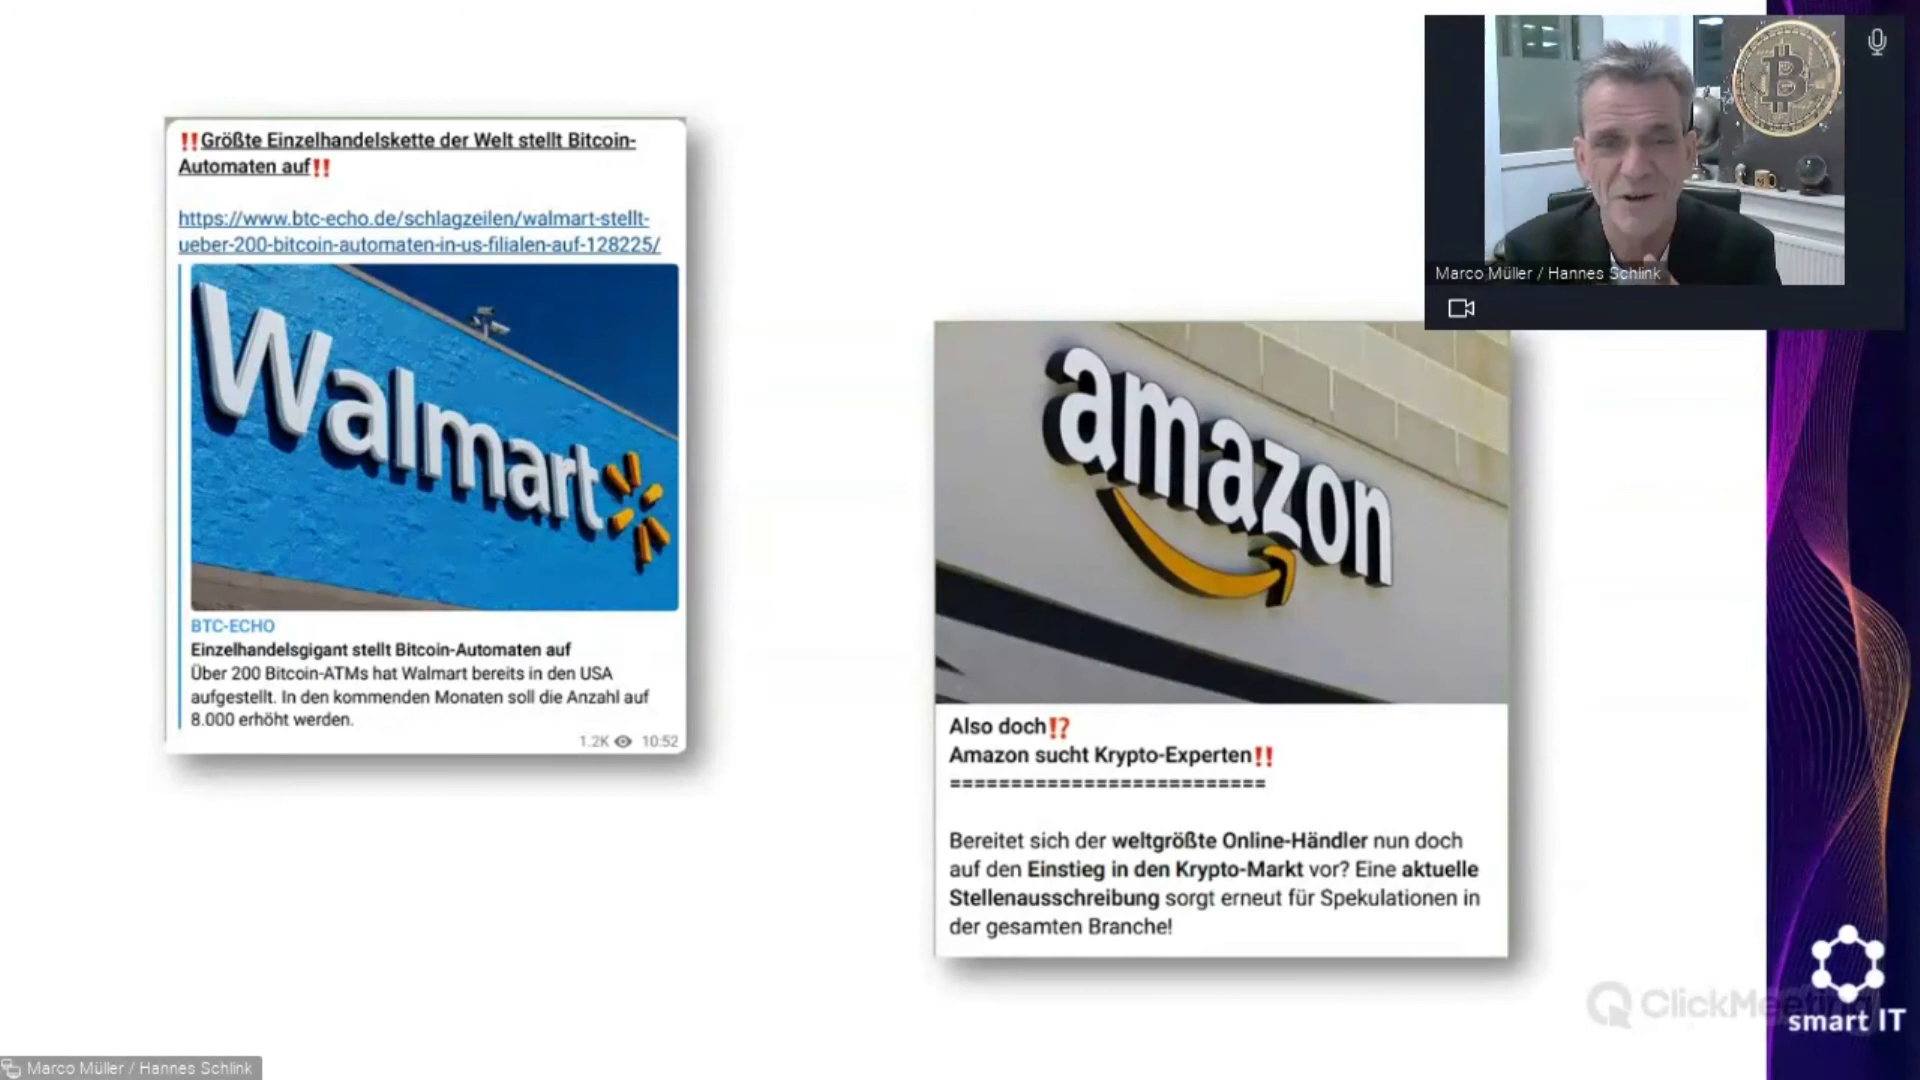 ‼Größte Einzelhandelskette der Welt stellt Bitcoin-
Automaten auf‼
https://www.btc-echo.de/schlagzeilen/walmart-stellt-
ueber-200-bitcoin-automaten-in-us-filialen-auf-128225/
Walmart
BTC-ECHO
Einzelhandelsgigant stellt Bitcoin-Automaten auf
Über 200 Bitcoin-ATMs hat Walmart bereits in den USA
aufgestellt. In den kommenden Monaten soll die Anzahl auf
8.000 erhöht werden.
1.2K 10:52
amazon
Also doch⁉
Amazon sucht Krypto-Experten‼
==========================
Bereitet sich der weltgrößte Online-Händler nun doch
auf den Einstieg in den Krypto-Markt vor? Eine aktuelle
Stellenausschreibung sorgt erneut für Spekulationen in
der gesamten Branche!
Marco Müller / Hannes Schlink
ClickMeeting
smart IT
Marco Müller / Hannes Schlink